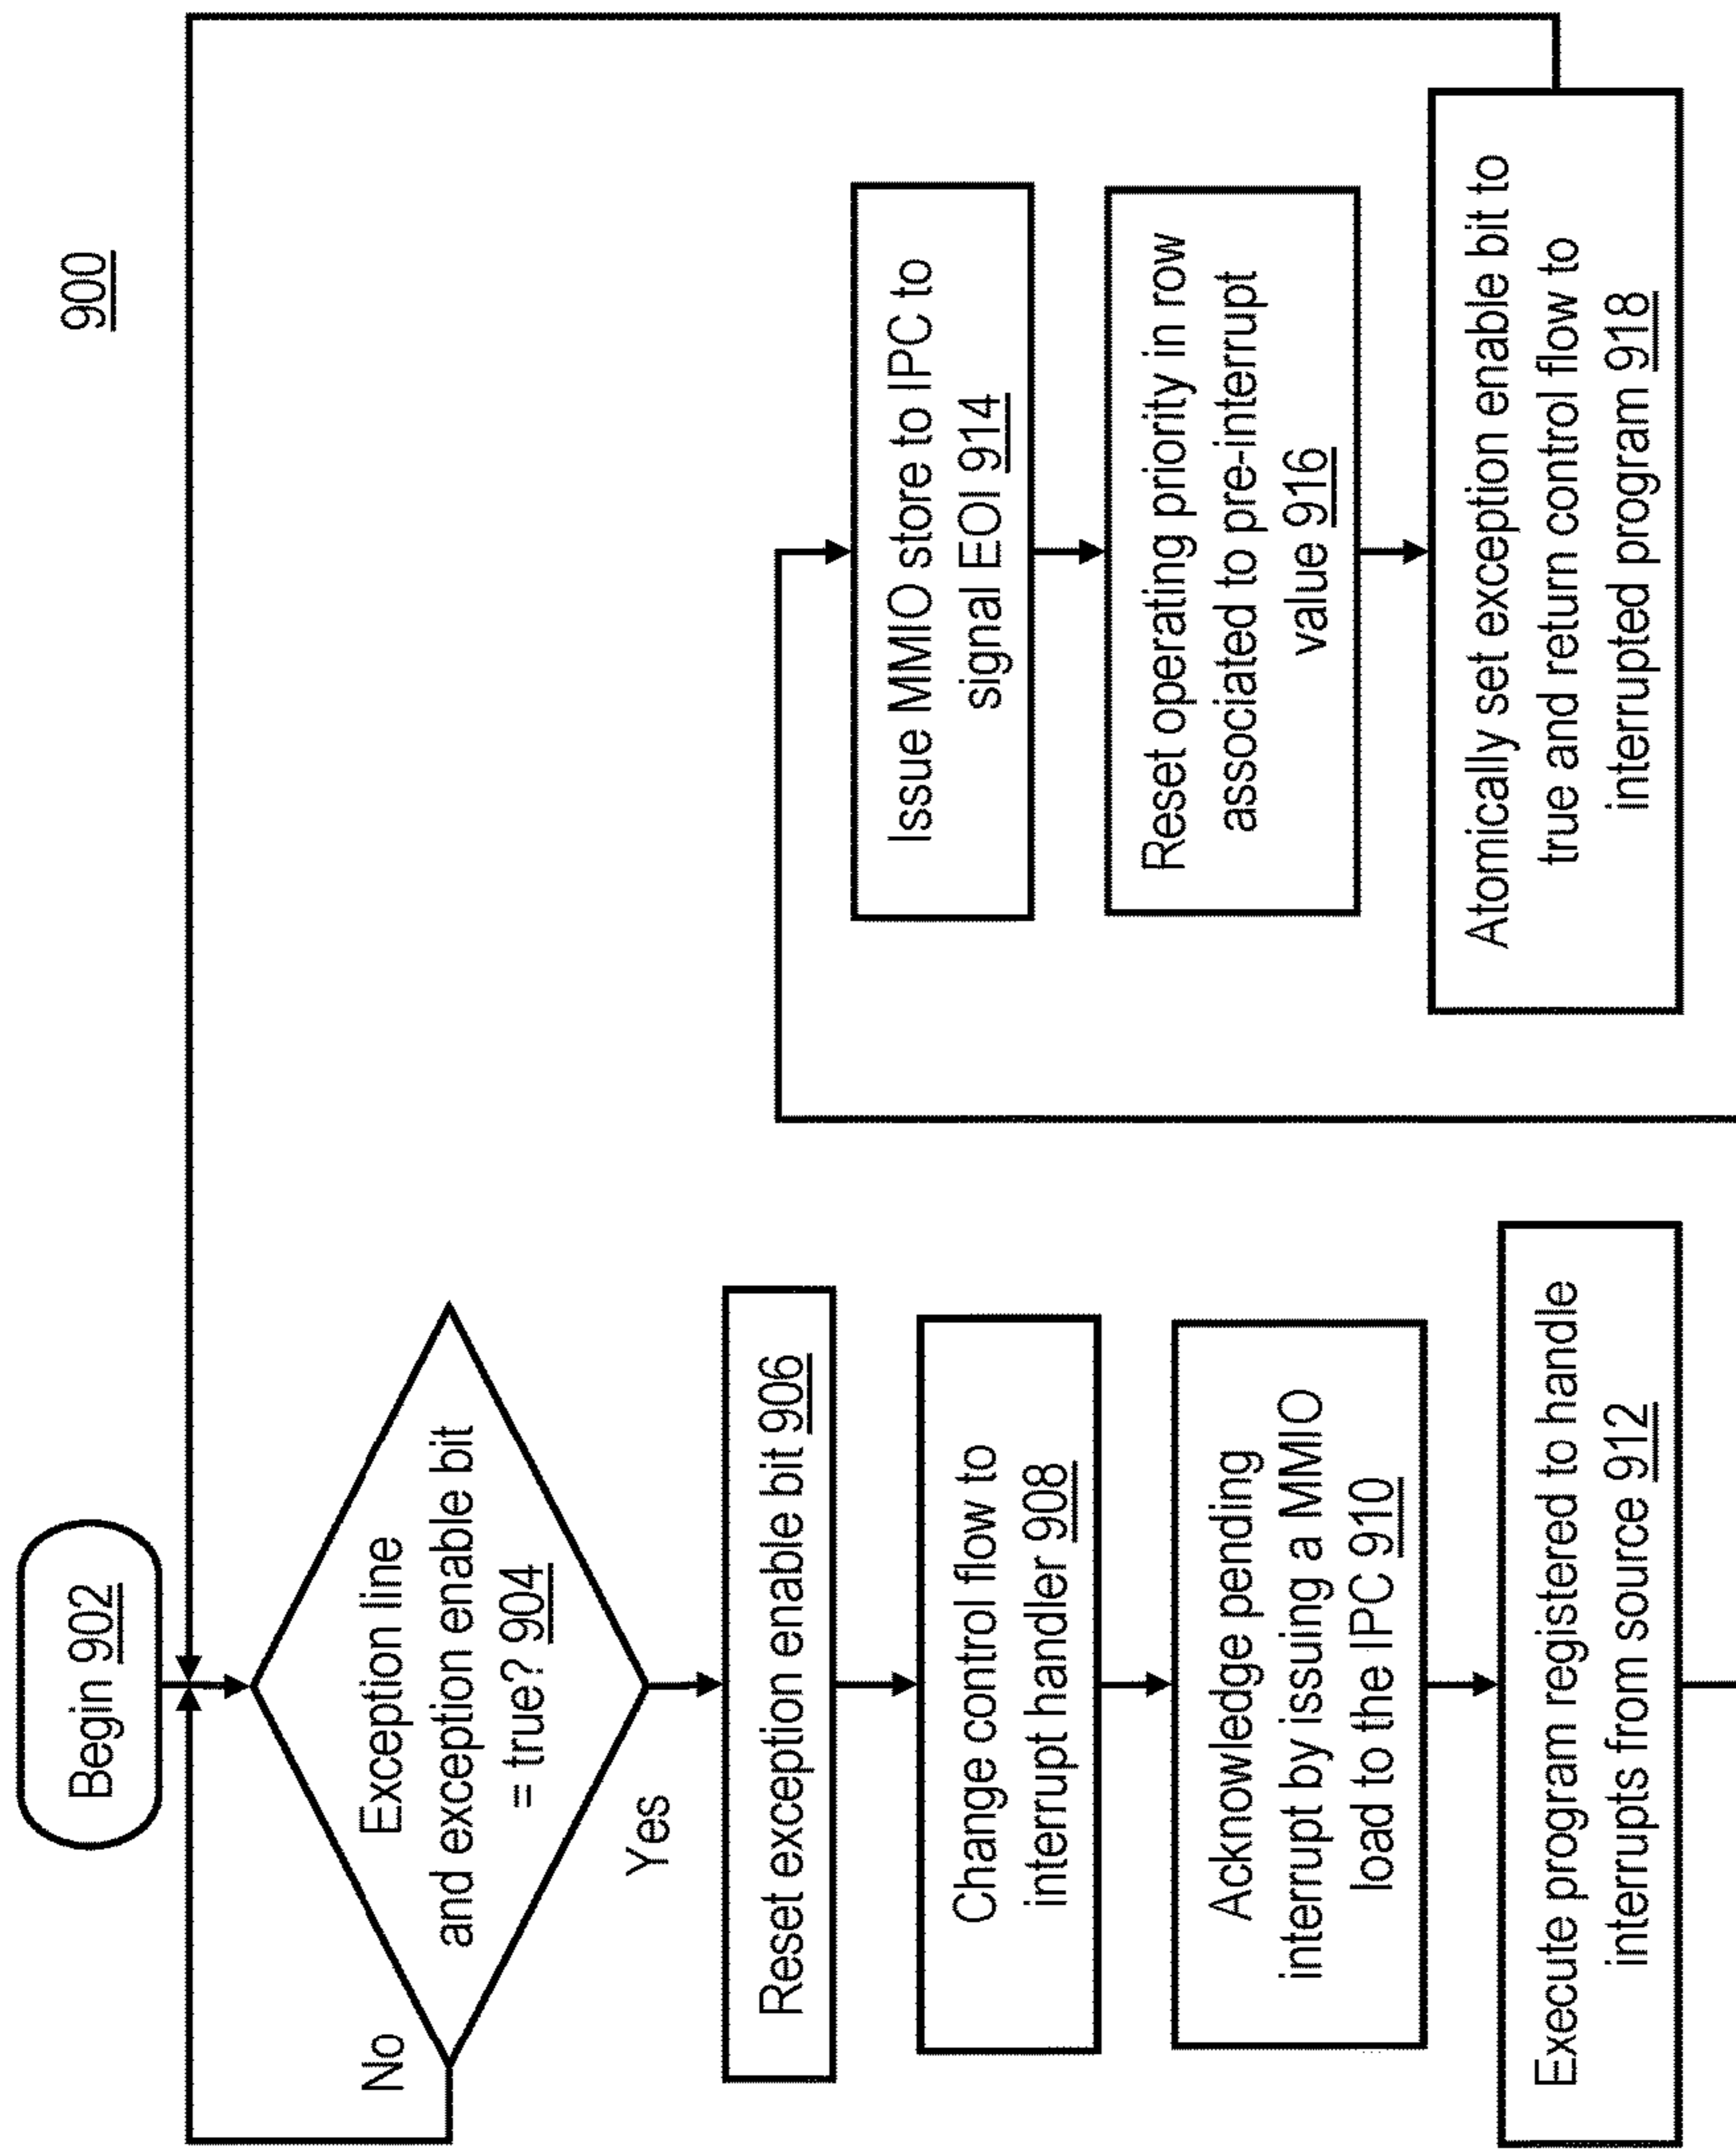 900
Begin 902
Exception line
and exception enable bit
= true? 904
No
Yes
Reset exception enable bit 906
Change control flow to
interrupt handler 908
Acknowledge pending
interrupt by issuing a MMIO
load to the IPC 910
Execute program registered to handle
interrupts from source 912
Issue MMIO store to IPC to
signal EOI 914
Reset operating priority in row
associated to pre-interrupt
value 916
Atomically set exception enable bit to
true and return control flow to
interrupted program 918